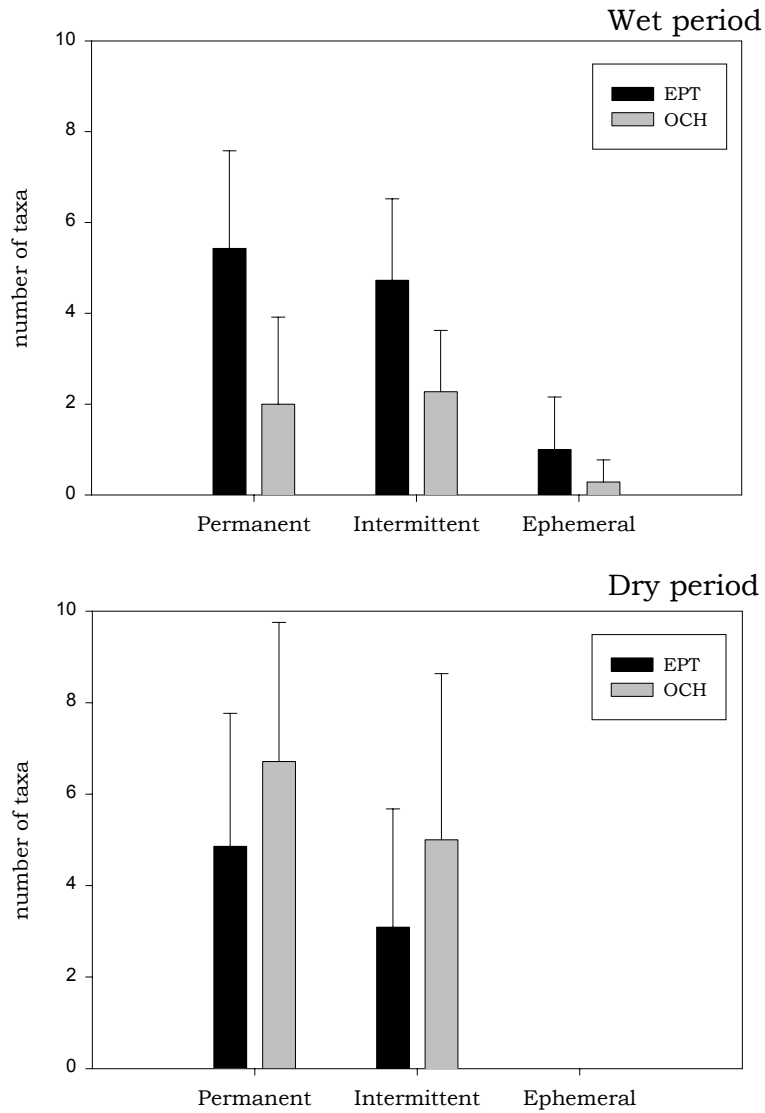 Wet period
10
EPT
OCH
8
6
4
2
0
number of taxa
Permanent Intermittent Ephemeral
Dry period
10
EPT
OCH
8
6
4
2
0
number of taxa
Permanent Intermittent Ephemeral